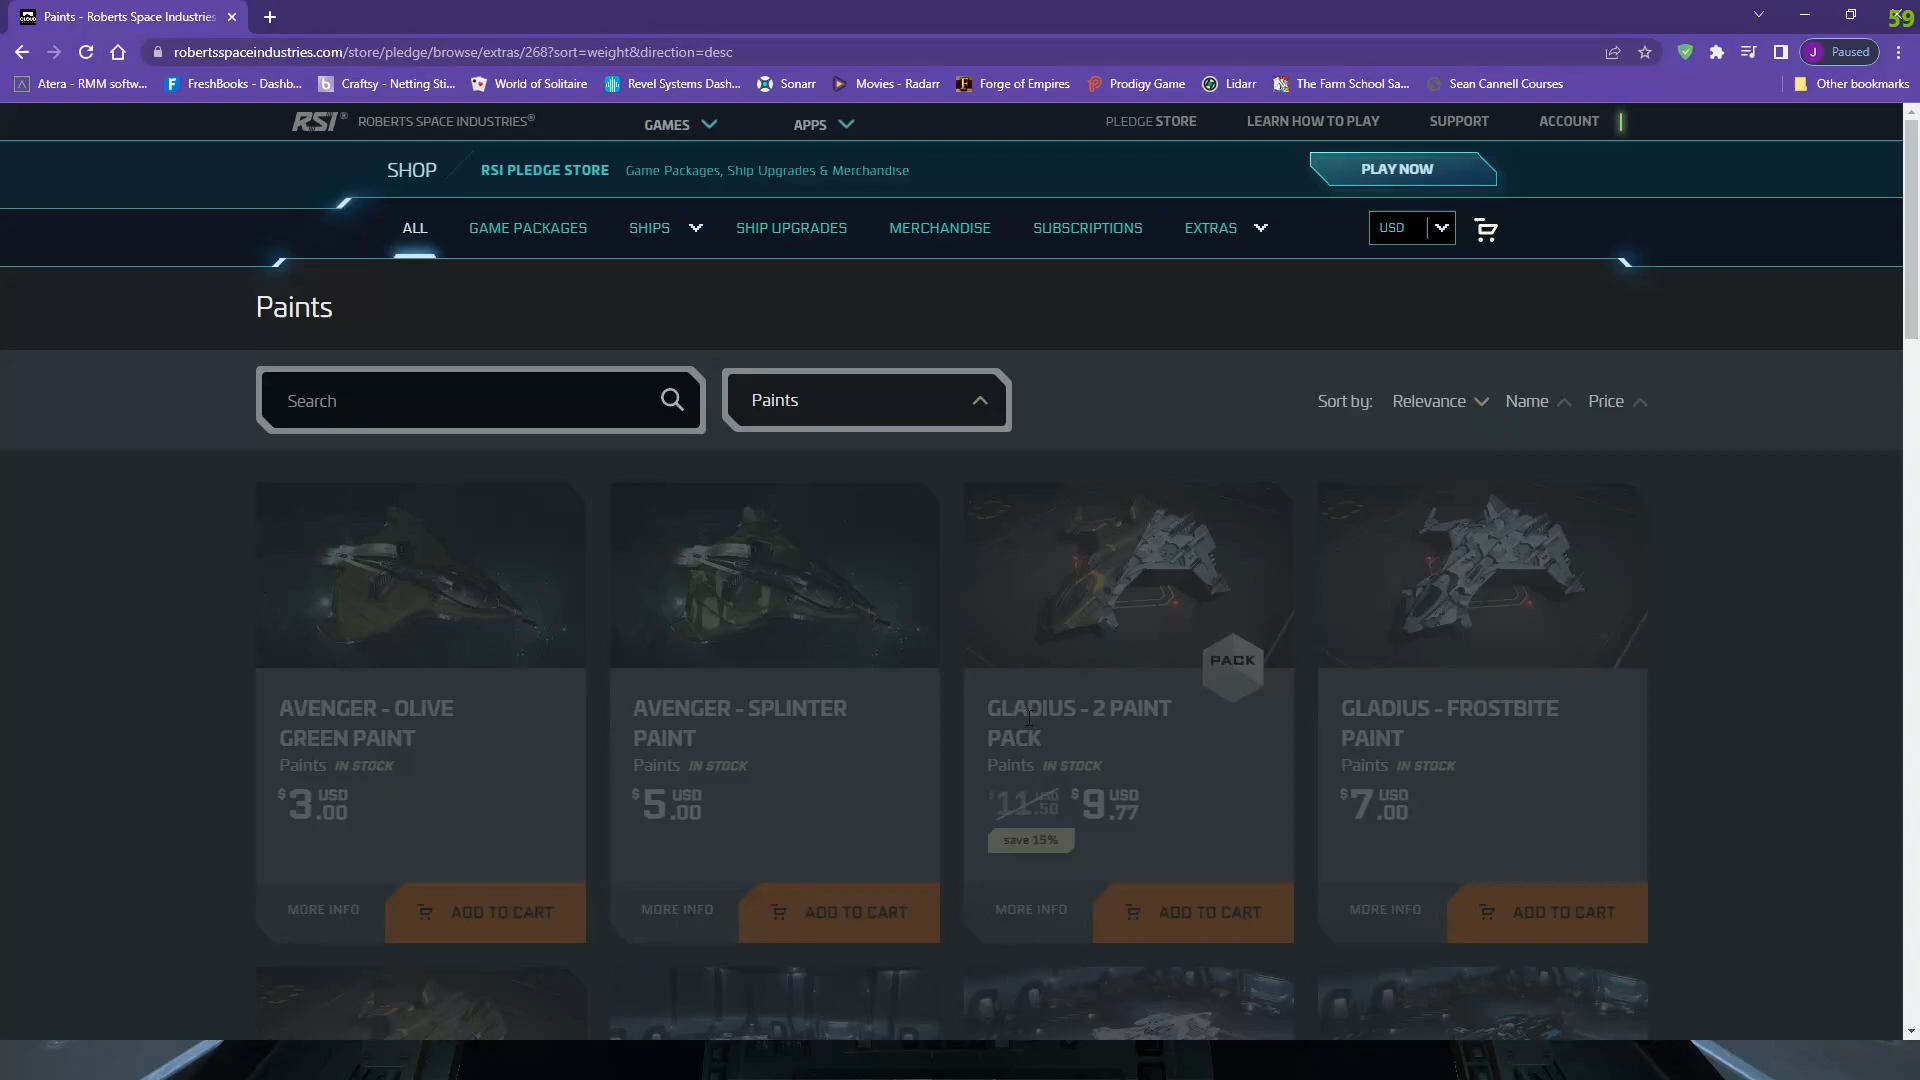 Paints - Roberts Space Industries
59
robertsspaceindustries.com/store/pledge/browse/extras/268?sort=weight&direction=desc
J Paused
Atera - RMM softw... FreshBooks - Dashb... Craftsy - Netting Sti... World of Solitaire Revel Systems Dash... Sonarr Movies - Radarr Forge of Empires Prodigy Game Lidarr The Farm School Sa... Sean Cannell Courses Other bookmarks
RSI® ROBERTS SPACE INDUSTRIES® GAMES APPS PLEDGE STORE LEARN HOW TO PLAY SUPPORT ACCOUNT
SHOP RSI PLEDGE STORE Game Packages, Ship Upgrades & Merchandise PLAY NOW
ALL GAME PACKAGES SHIPS SHIP UPGRADES MERCHANDISE SUBSCRIPTIONS EXTRAS USD
Paints
Search Paints Sort by: Relevance Name Price
PACK
AVENGER - OLIVE GREEN PAINT
Paints IN STOCK
$3.00 USD
MORE INFO ADD TO CART
AVENGER - SPLINTER PAINT
Paints IN STOCK
$5.00 USD
MORE INFO ADD TO CART
GLADIUS - 2 PAINT PACK
Paints IN STOCK
$11.50 USD $9.77 USD
save 15%
MORE INFO ADD TO CART
GLADIUS - FROSTBITE PAINT
Paints IN STOCK
$7.00 USD
MORE INFO ADD TO CART